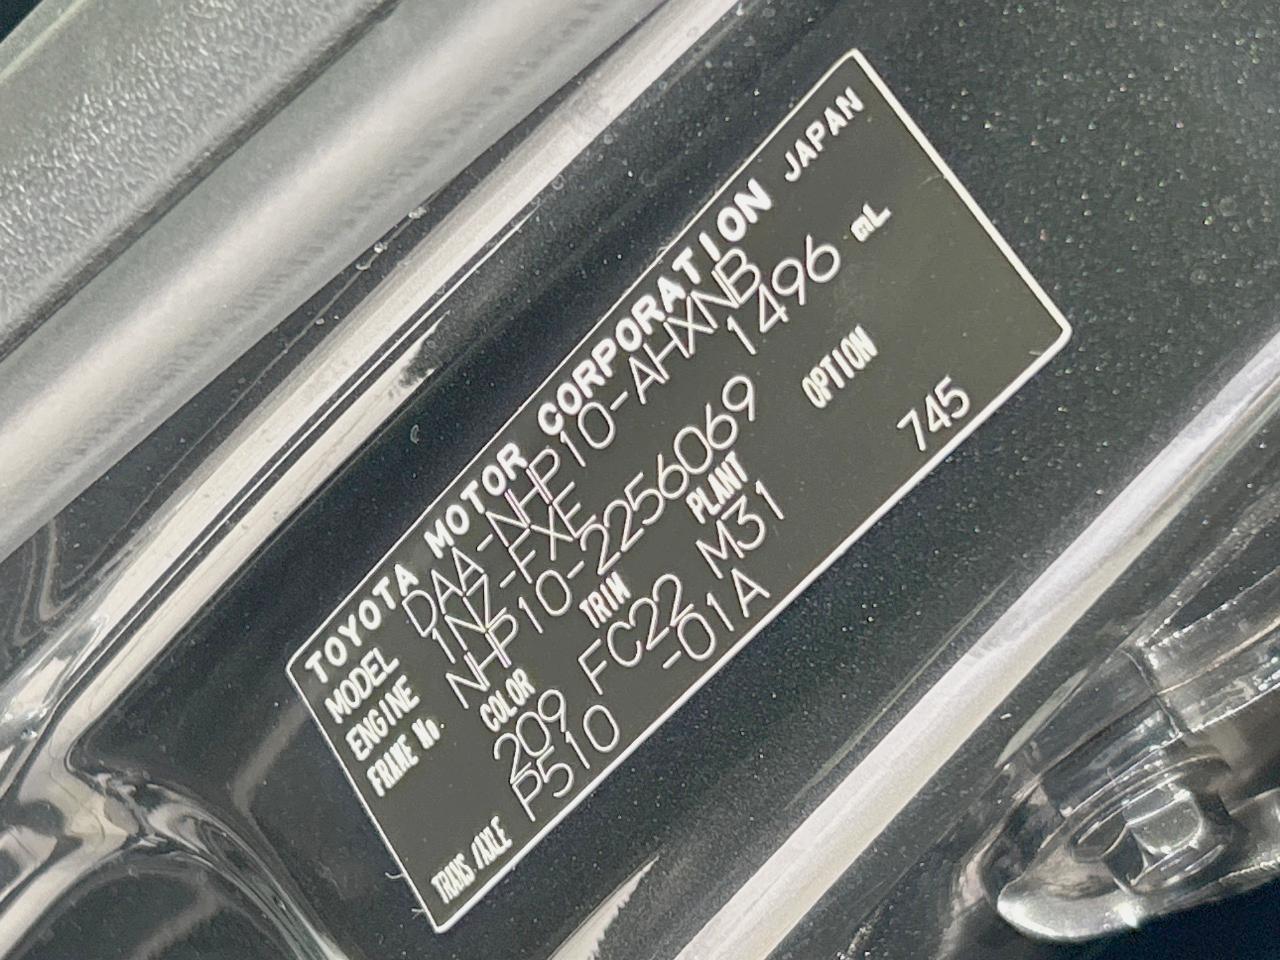 TOYOTA MOTOR CORPORATION JAPAN
MODEL DAA-NHP10-AHXNB
ENGINE 1NZ-FXE 1496 mL
FRAME No. NHP10-2256069
COLOR TRIM PLANT OPTION
209 FC22 M31 745
TRANS/AXLE P510 -01A